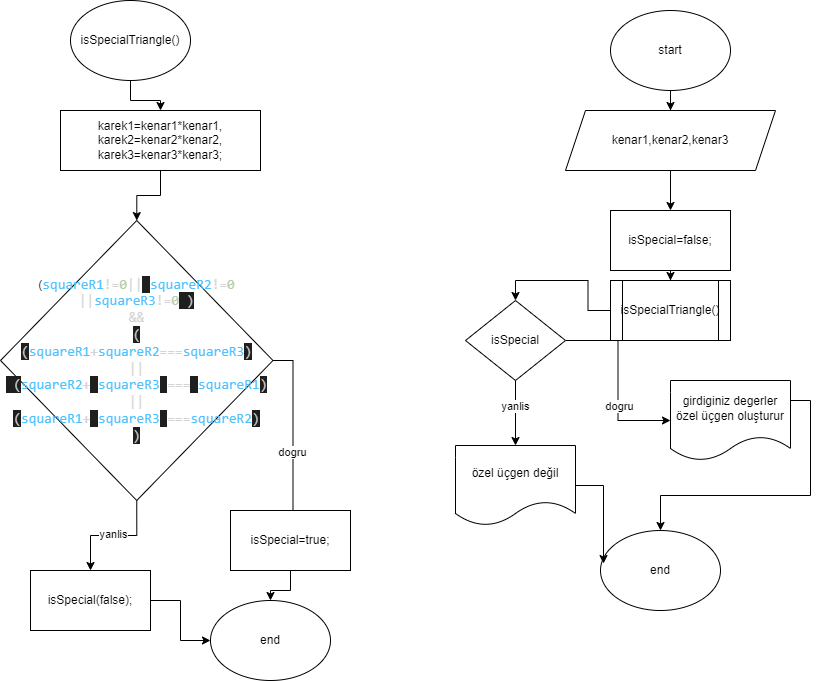 isSpecialTriangle()
karek1=kenar1*kenar1,
karek2=kenar2*kenar2,
karek3=kenar3*kenar3;
(squareR1!=0|| squareR2!=0
||squareR3!=0 )
&&
(
(squareR1+squareR2===squareR3)
||
(squareR2+ squareR3 === squareR1)
||
(squareR1+ squareR3 ===squareR2)
)
dogru
yanlis
isSpecial=true;
isSpecial(false);
end
start
kenar1,kenar2,kenar3
isSpecial=false;
isSpecialTriangle()
isSpecial
yanlis
dogru
girdiginiz degerler
özel üçgen oluşturur
özel üçgen değil
end